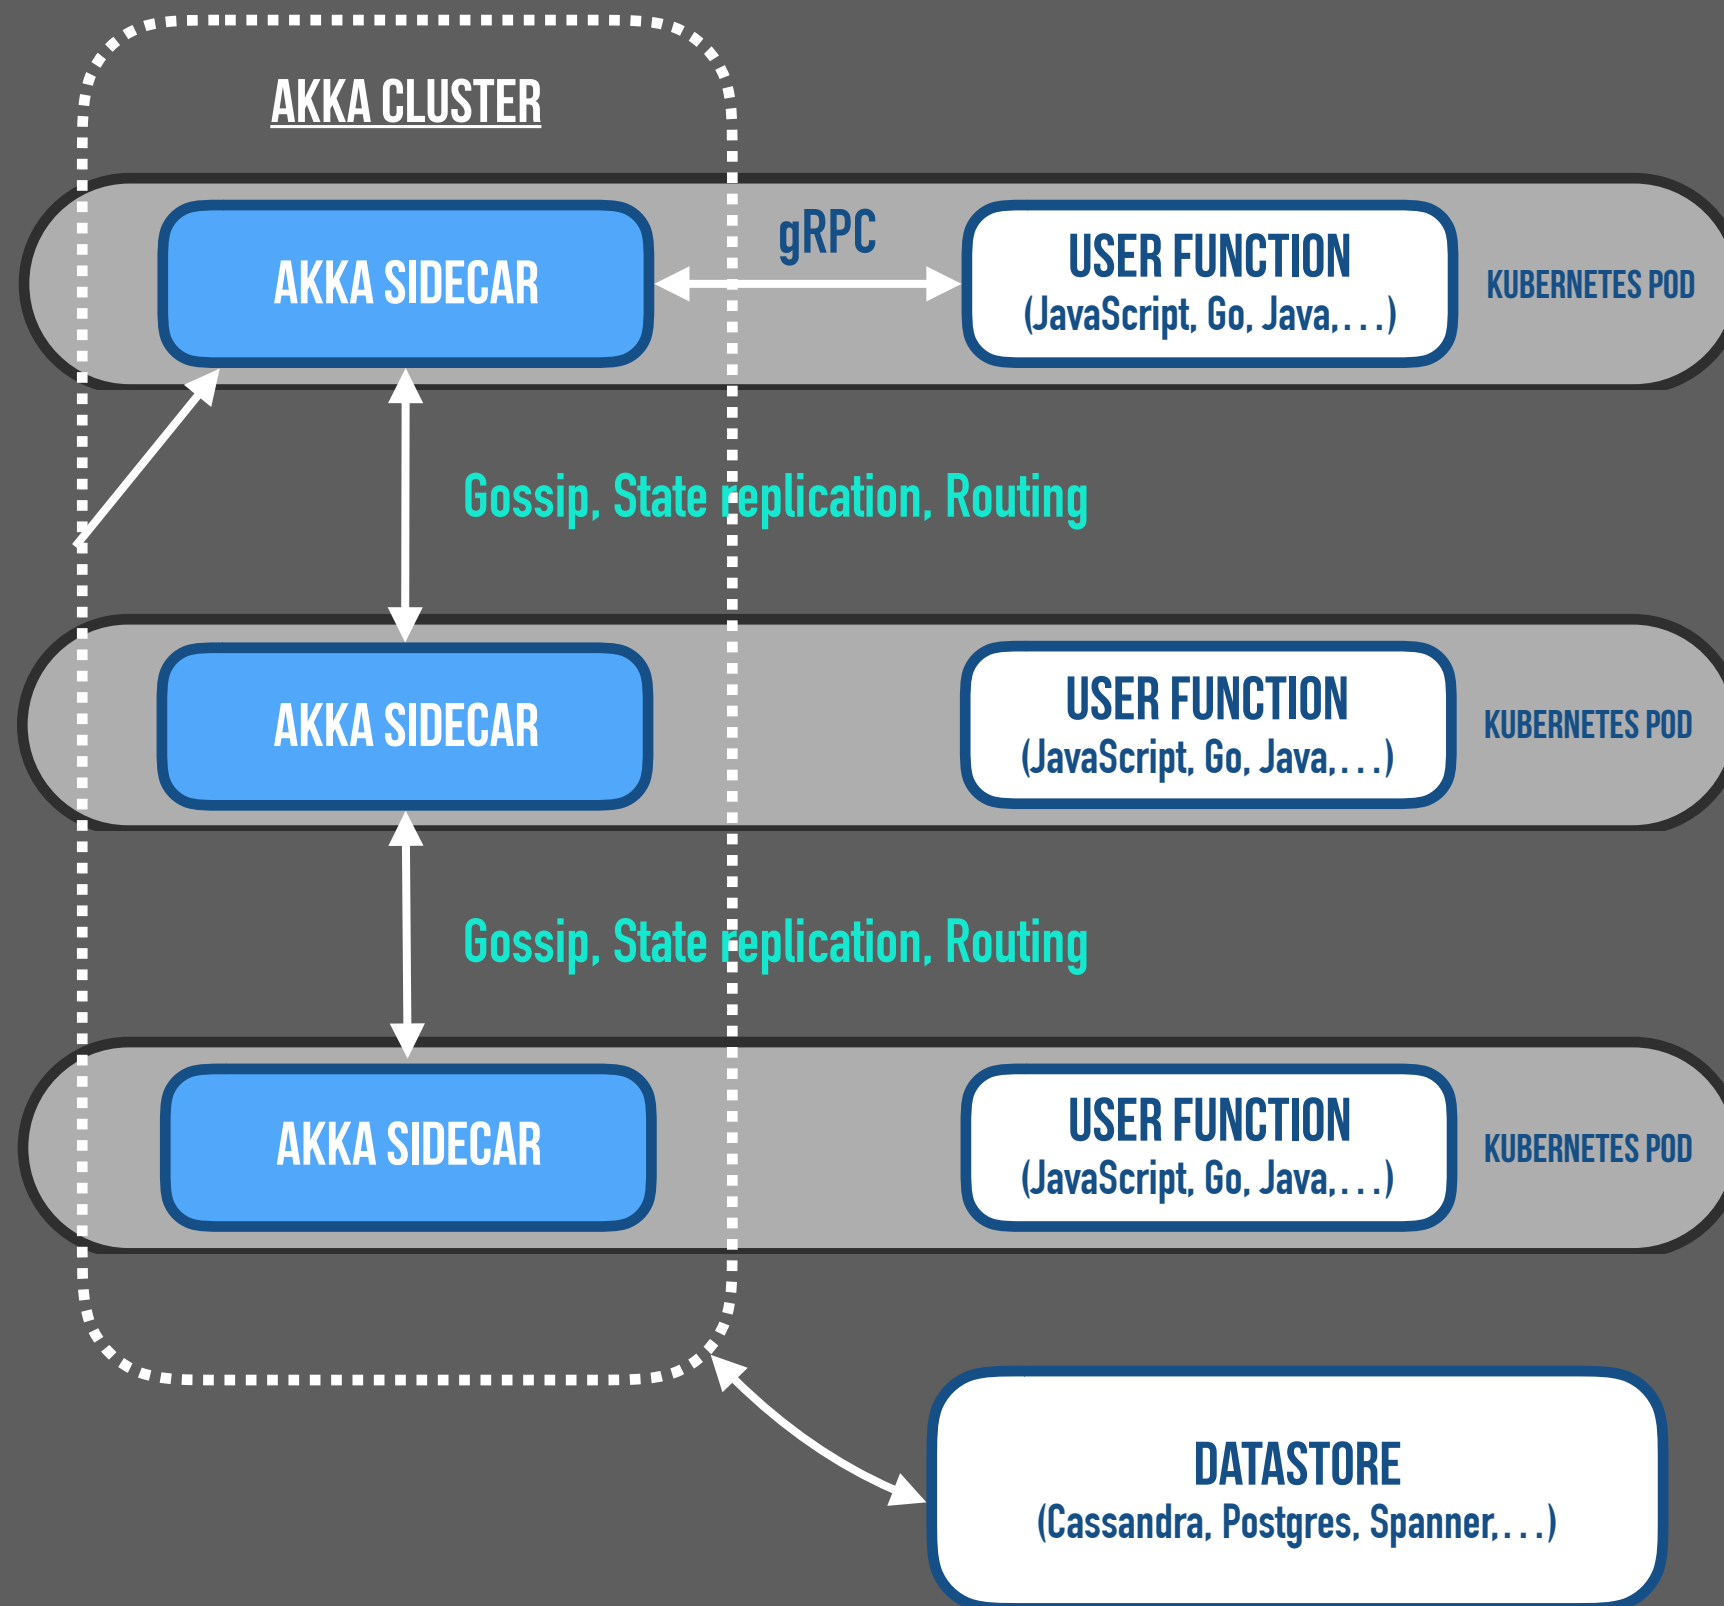 AKKA CLUSTER
AKKA SIDECAR
gRPC
USER FUNCTION
(JavaScript, Go, Java,...)
KUBERNETES POD
Gossip, State replication, Routing
AKKA SIDECAR
USER FUNCTION
(JavaScript, Go, Java,...)
KUBERNETES POD
Gossip, State replication, Routing
AKKA SIDECAR
USER FUNCTION
(JavaScript, Go, Java,...)
KUBERNETES POD
DATASTORE
(Cassandra, Postgres, Spanner,...)